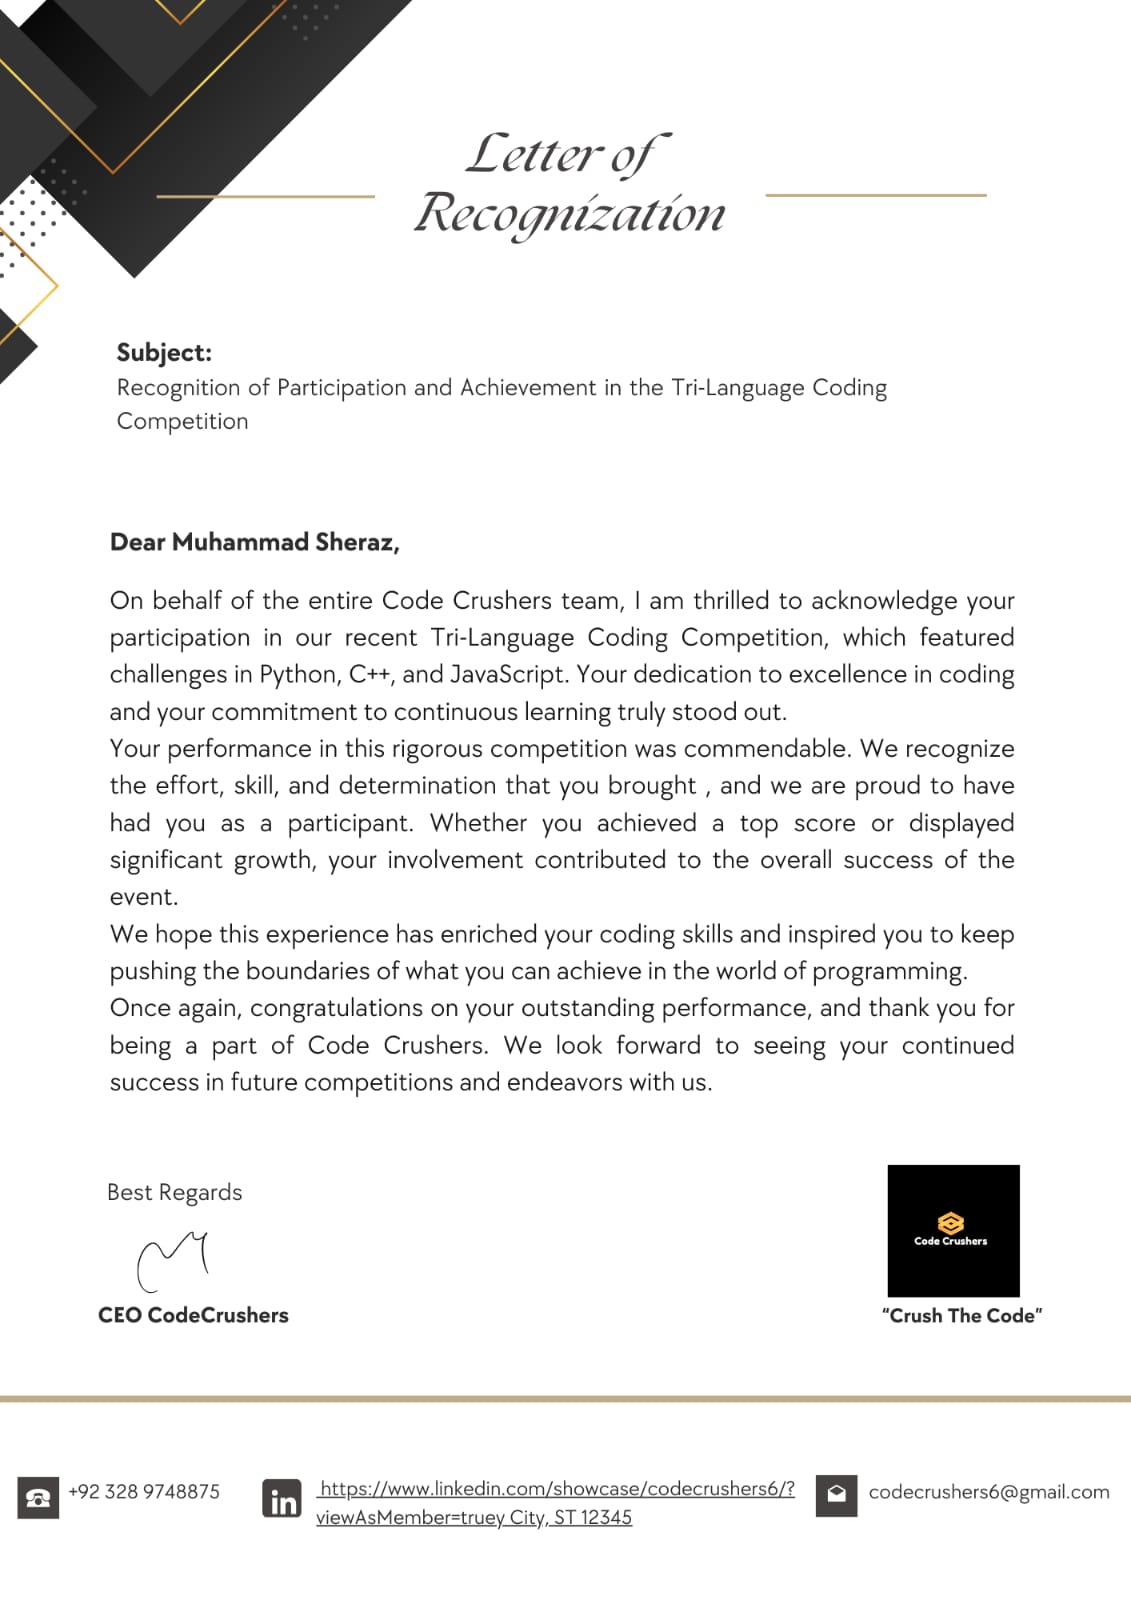 Letter of
Recognization
Subject:
Recognition of Participation and Achievement in the Tri-Language Coding
Competition
Dear Muhammad Sheraz,
On behalf of the entire Code Crushers team, I am thrilled to acknowledge your
participation in our recent Tri-Language Coding Competition, which featured
challenges in Python, C++, and JavaScript. Your dedication to excellence in coding
and your commitment to continuous learning truly stood out.
Your performance in this rigorous competition was commendable. We recognize
the effort, skill, and determination that you brought , and we are proud to have
had you as a participant. Whether you achieved a top score or displayed
significant growth, your involvement contributed to the overall success of the
event.
We hope this experience has enriched your coding skills and inspired you to keep
pushing the boundaries of what you can achieve in the world of programming.
Once again, congratulations on your outstanding performance, and thank you for
being a part of Code Crushers. We look forward to seeing your continued
success in future competitions and endeavors with us.
Best Regards
CEO CodeCrushers
Code Crushers
"Crush The Code"
+92 328 9748875
https://www.linkedin.com/showcase/codecrushers6/?
viewAsMember=truey City, ST 12345
codecrushers6@gmail.com